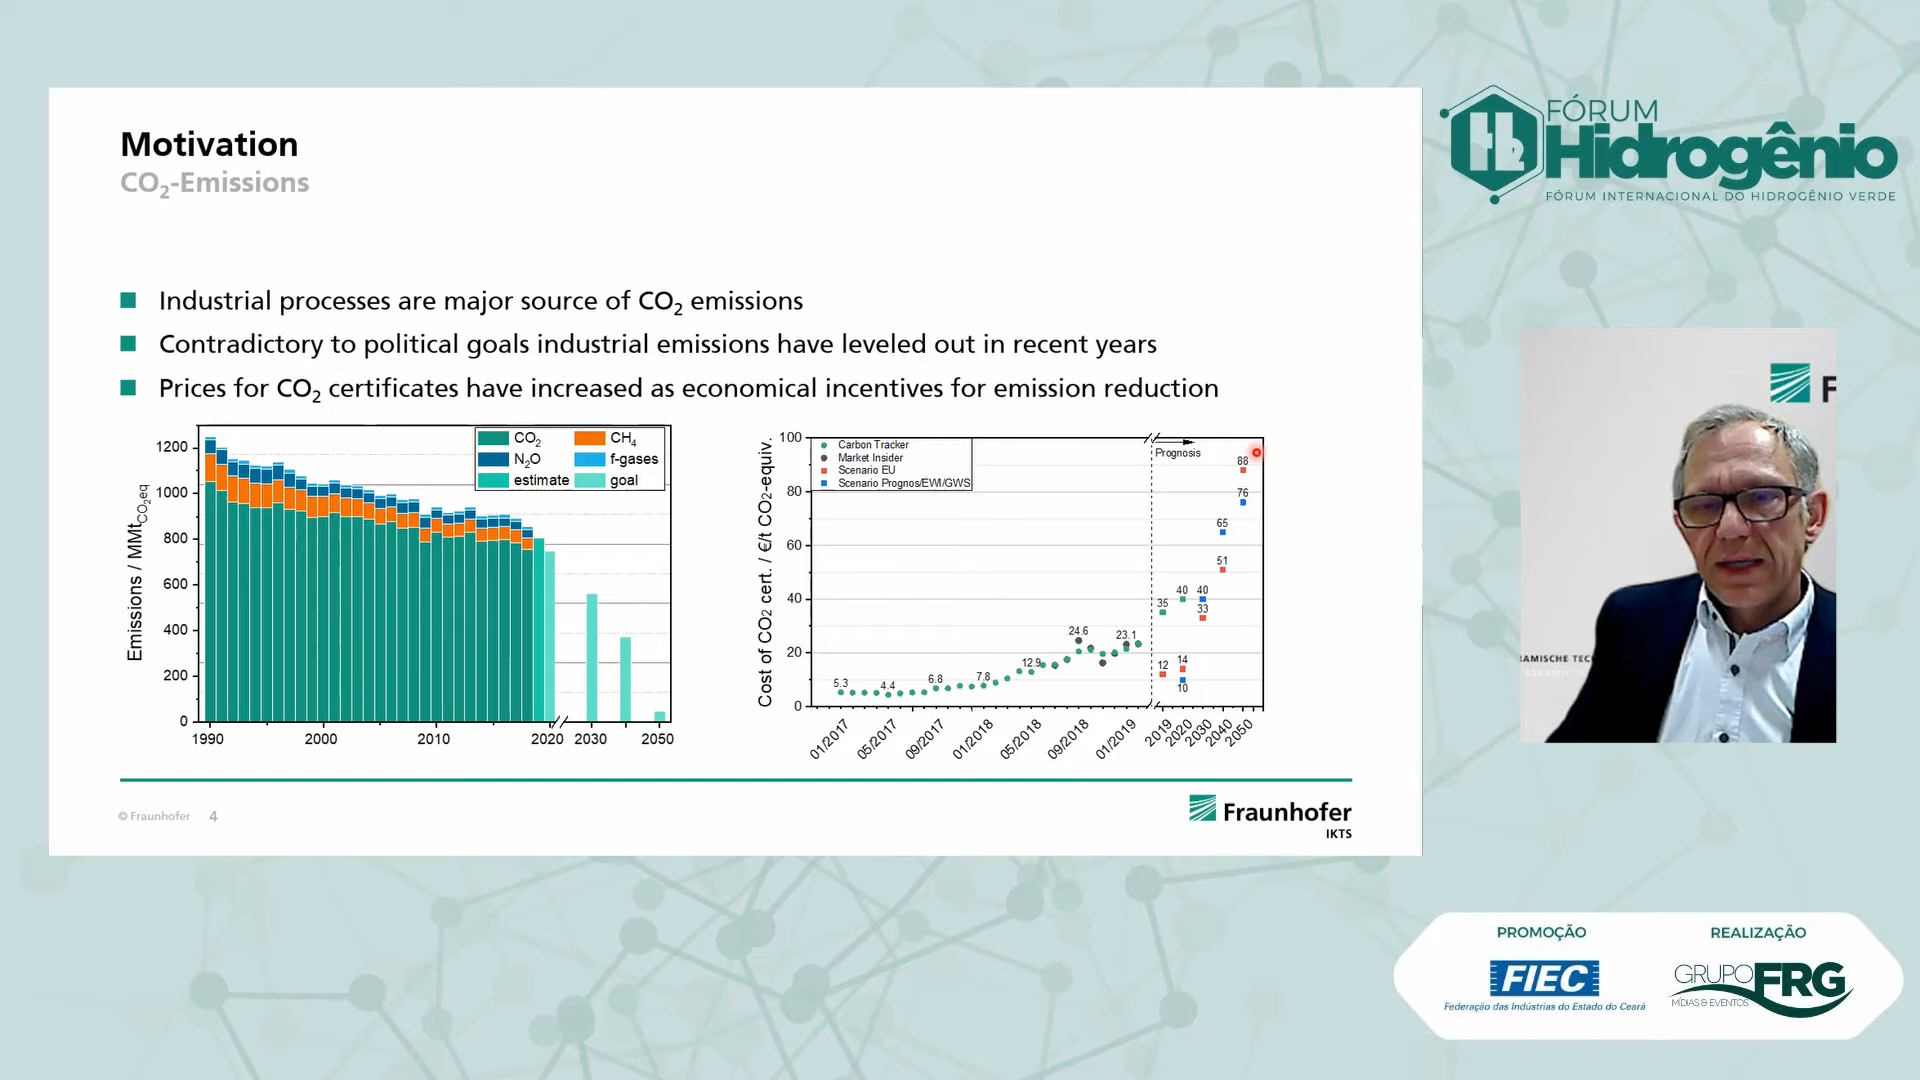 Motivation
CO2-Emissions
Industrial processes are major source of CO2 emissions
Contradictory to political goals industrial emissions have leveled out in recent years
Prices for CO2 certificates have increased as economical incentives for emission reduction
Emissions / MMtCO2eq
1200
1000
800
600
400
200
0
CO2 CH4
N2O f-gases
estimate goal
1990 2000 2010 2020 2030 2050
Cost of CO2 cert. / €/t CO2-equiv.
100
80
60
40
20
0
Carbon Tracker
Market Insider
Scenario EU
Scenario Prognos/EWI/GWS
Prognosis
5.3 4.4 6.8 7.8 12.9 24.6 23.1
35 40 40
12 14 10 33
65 51
88 76
01/2017 05/2017 09/2017 01/2018 05/2018 09/2018 01/2019 2019 2020 2030 2040 2050
© Fraunhofer 4
Fraunhofer
IKTS
H2
FÓRUM
Hidrogênio
FÓRUM INTERNACIONAL DO HIDROGÊNIO VERDE
F
RAMISCHE TEC
PROMOÇÃO
FIEC
Federação das Indústrias do Estado do Ceará
REALIZAÇÃO
GRUPO FRG
MÍDIAS & EVENTOS